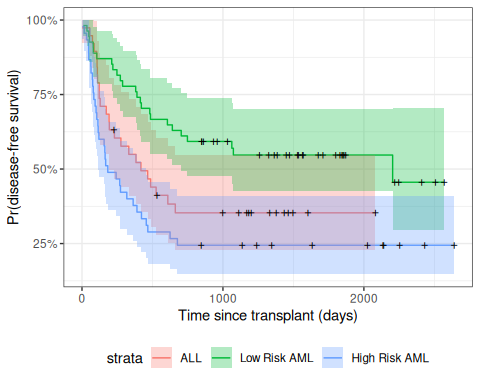 Pr(disease-free survival)
100%
75%
50%
25%
0
1000
2000
Time since transplant (days)
strata ALL Low Risk AML High Risk AML